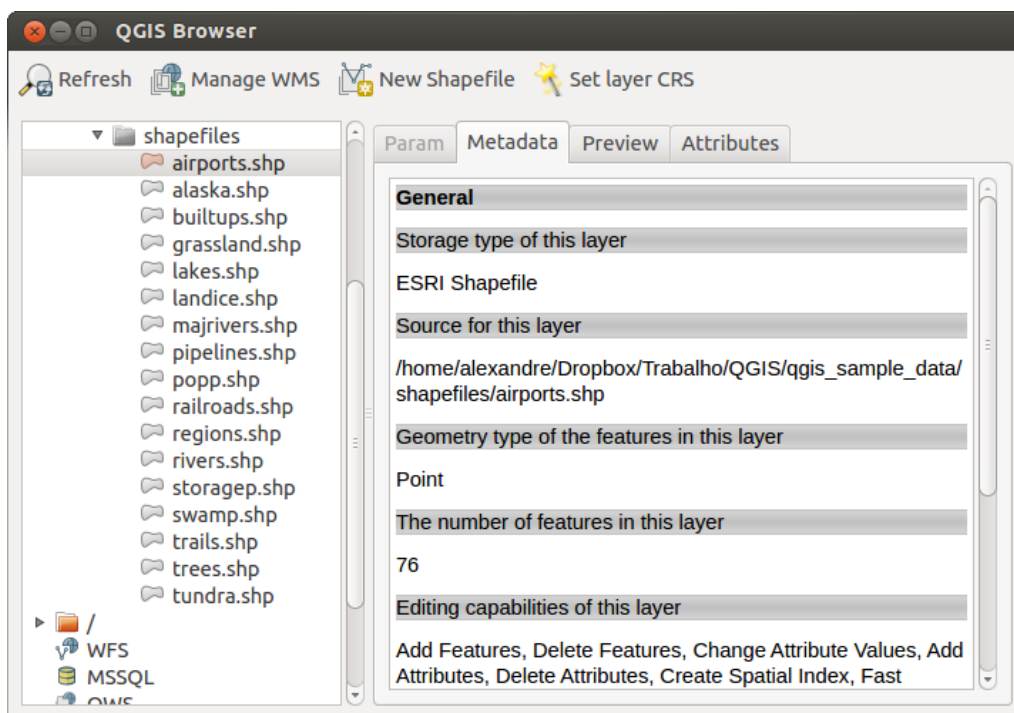 QGIS Browser
Refresh Manage WMS New Shapefile Set layer CRS
shapefiles
airports.shp
alaska.shp
builtups.shp
grassland.shp
lakes.shp
landice.shp
majrivers.shp
pipelines.shp
popp.shp
railroads.shp
regions.shp
rivers.shp
storagep.shp
swamp.shp
trails.shp
trees.shp
tundra.shp
/
WFS
MSSQL
OWS
Param Metadata Preview Attributes
General
Storage type of this layer
ESRI Shapefile
Source for this layer
/home/alexandre/Dropbox/Trabalho/QGIS/qgis_sample_data/
shapefiles/airports.shp
Geometry type of the features in this layer
Point
The number of features in this layer
76
Editing capabilities of this layer
Add Features, Delete Features, Change Attribute Values, Add
Attributes, Delete Attributes, Create Spatial Index, Fast